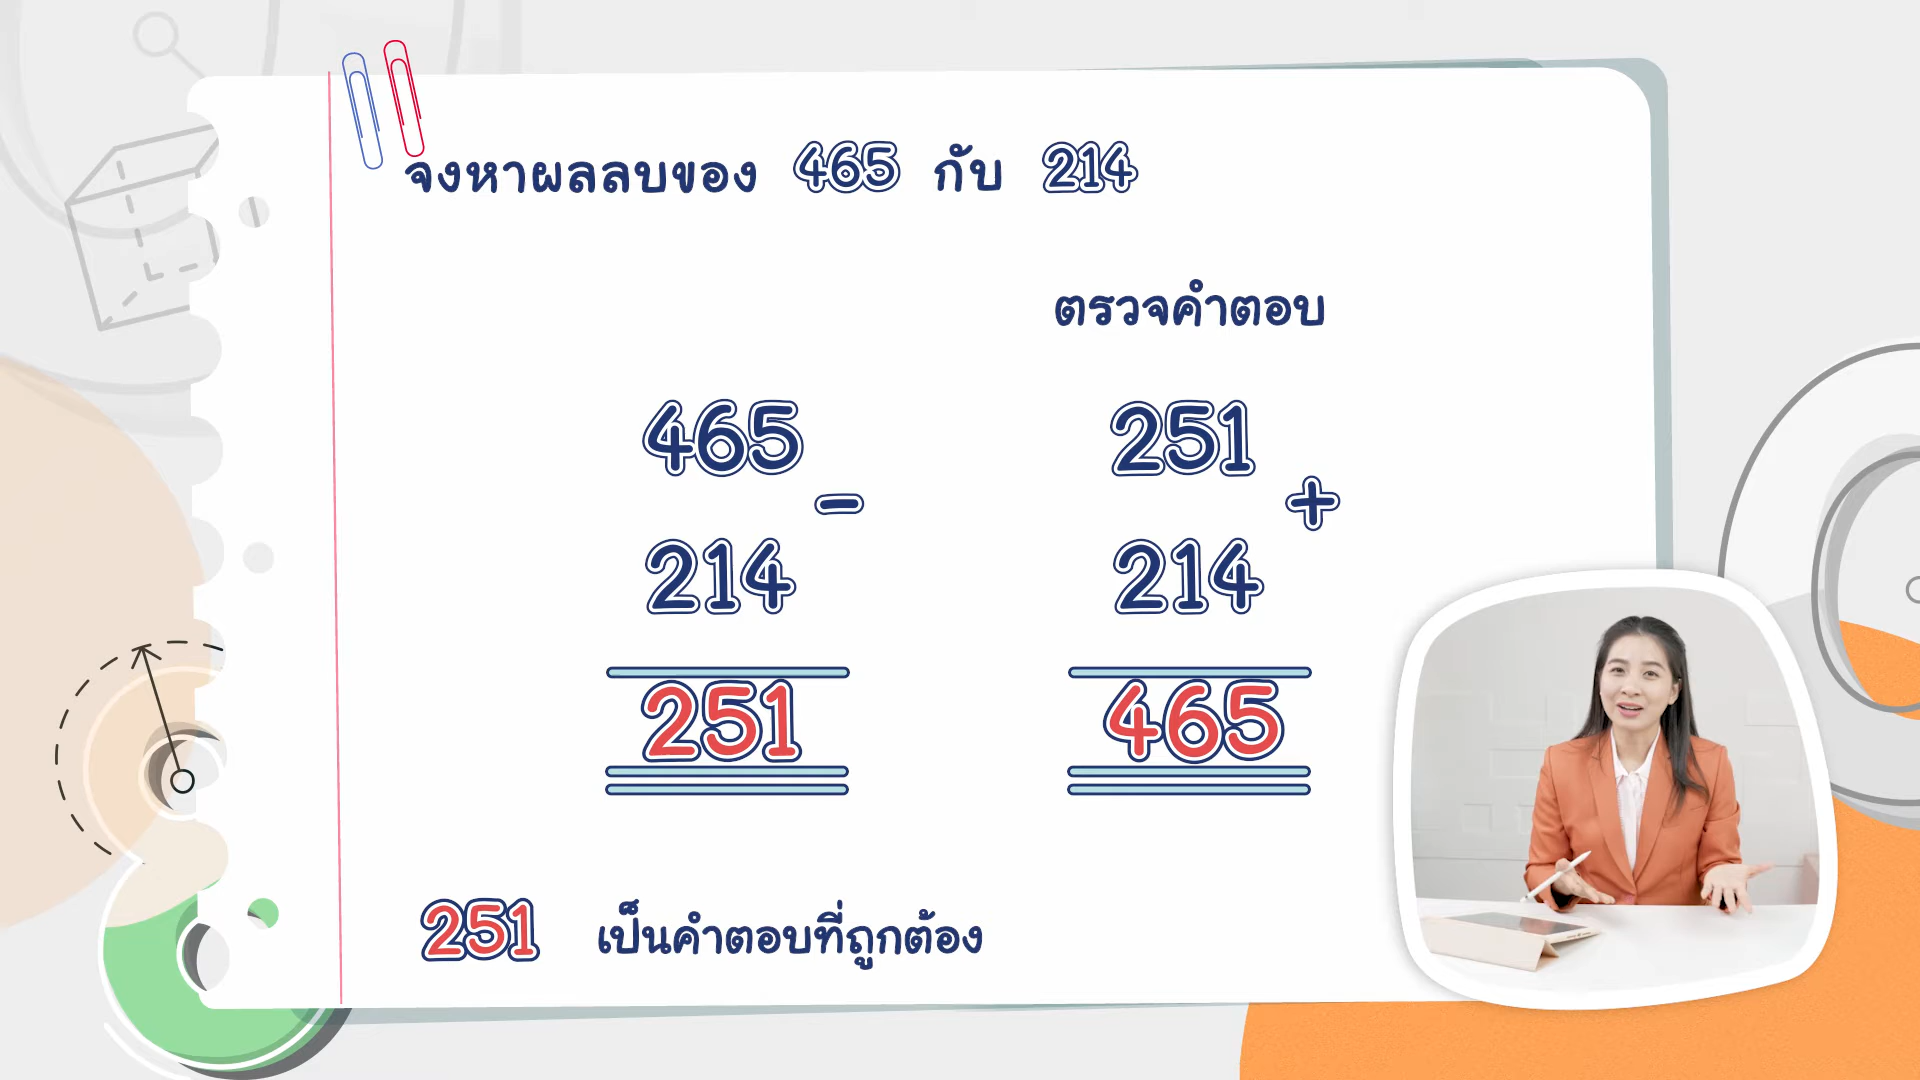 จงหาผลลบของ 465 กับ 214
ตรวจคำตอบ
465
-
214
251
251
+
214
465
251 เป็นคำตอบที่ถูกต้อง